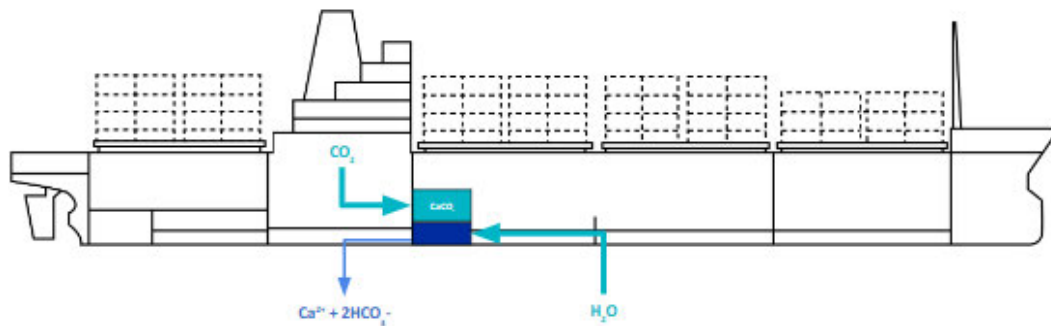 CO₂
CaCO₃
H₂O
Ca²⁺ + 2HCO₃-